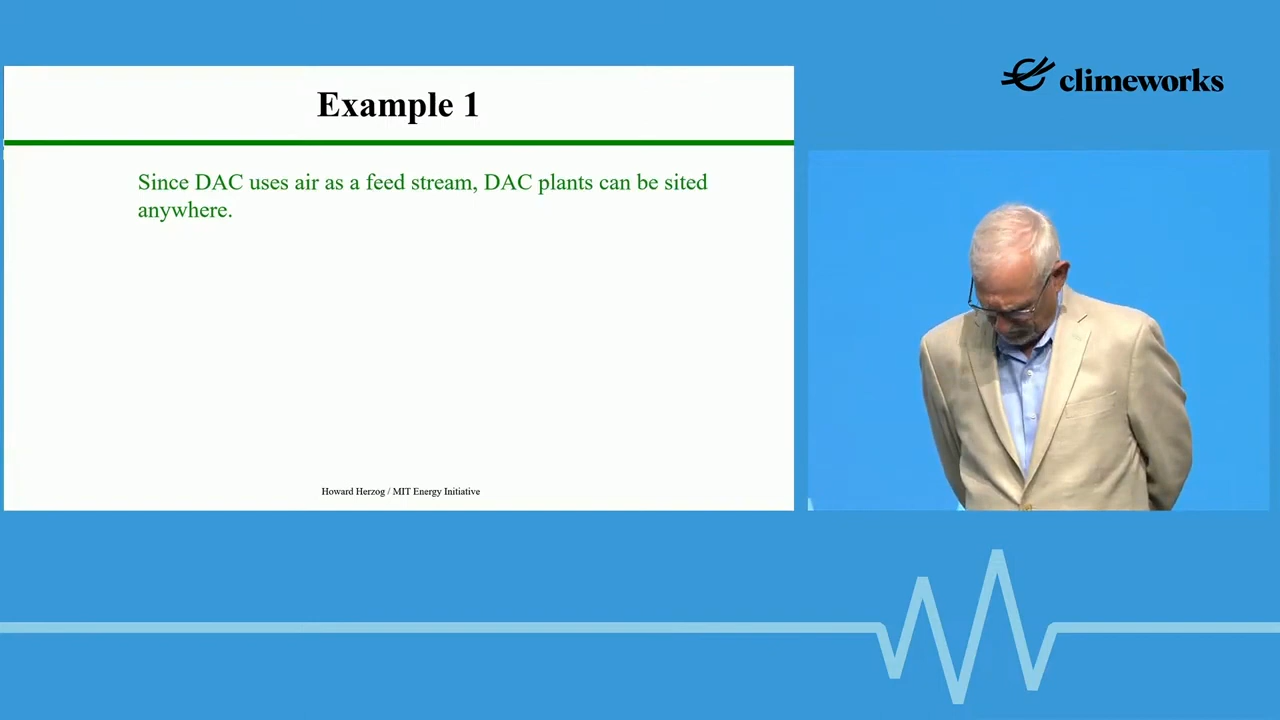 climeworks
Example 1
Since DAC uses air as a feed stream, DAC plants can be sited
anywhere.
Howard Herzog / MIT Energy Initiative